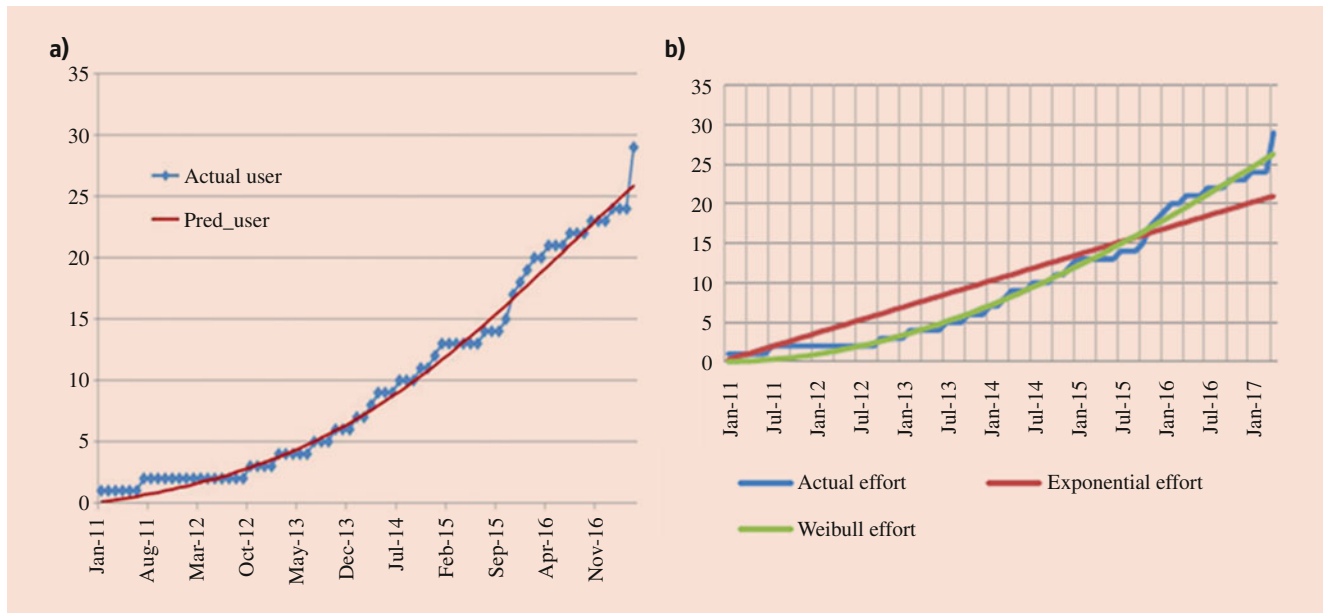 a)
35
30
25
20
15
10
5
0
Actual user
Pred_user
Jan-11
Aug-11
Mar-12
Oct-12
May-13
Dec-13
Jul-14
Feb-15
Sep-15
Apr-16
Nov-16
b)
35
30
25
20
15
10
5
0
Jan-11
Jul-11
Jan-12
Jul-12
Jan-13
Jul-13
Jan-14
Jul-14
Jan-15
Jul-15
Jan-16
Jul-16
Jan-17
Actual effort
Exponential effort
Weibull effort